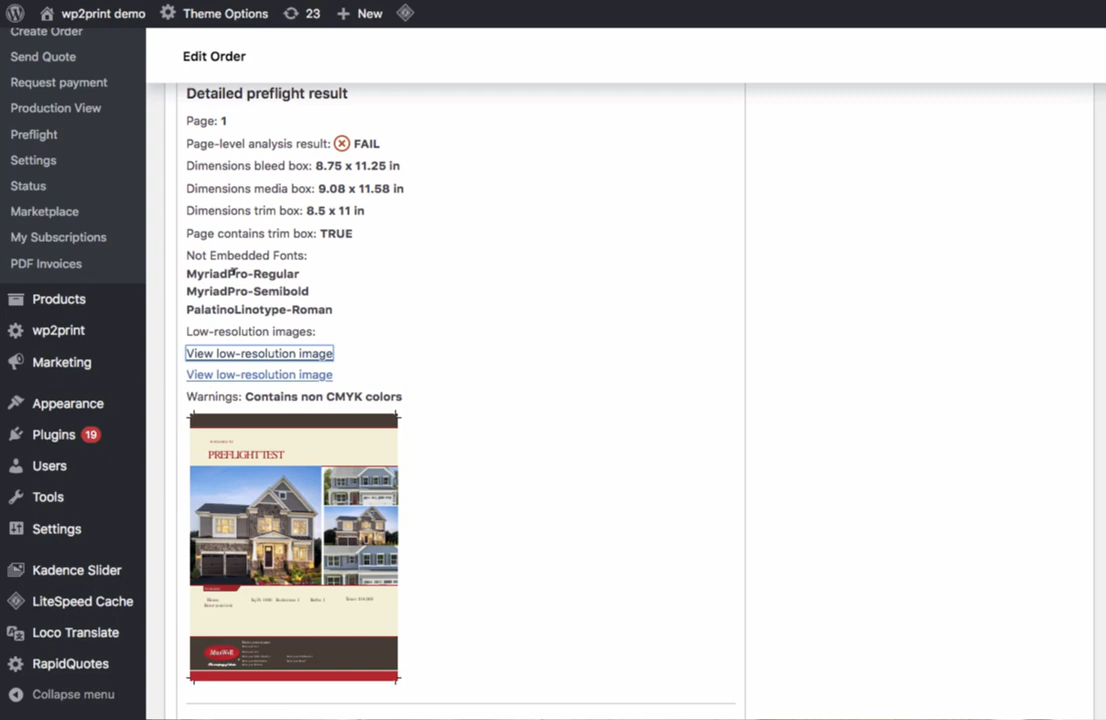 wp2print demo Theme Options 23 New
Create Order
Send Quote
Request payment
Production View
Preflight
Settings
Status
Marketplace
My Subscriptions
PDF Invoices
Products
wp2print
Marketing
Appearance
Plugins 19
Users
Tools
Settings
Kadence Slider
LiteSpeed Cache
Loco Translate
RapidQuotes
Collapse menu
Edit Order
Detailed preflight result
Page: 1
Page-level analysis result: FAIL
Dimensions bleed box: 8.75 x 11.25 in
Dimensions media box: 9.08 x 11.58 in
Dimensions trim box: 8.5 x 11 in
Page contains trim box: TRUE
Not Embedded Fonts:
MyriadPro-Regular
MyriadPro-Semibold
PalatinoLinotype-Roman
Low-resolution images:
View low-resolution image
View low-resolution image
Warnings: Contains non CMYK colors
PREFLIGHT TEST